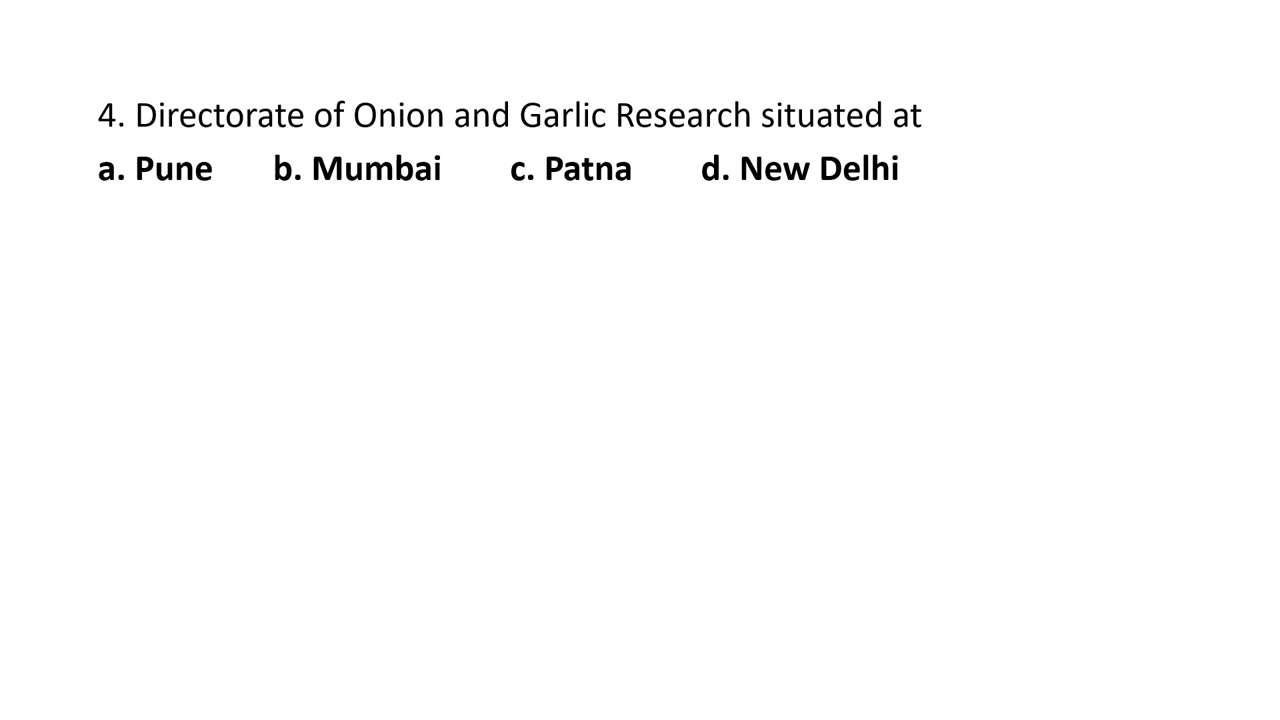 4. Directorate of Onion and Garlic Research situated at
a. Pune b. Mumbai c. Patna d. New Delhi